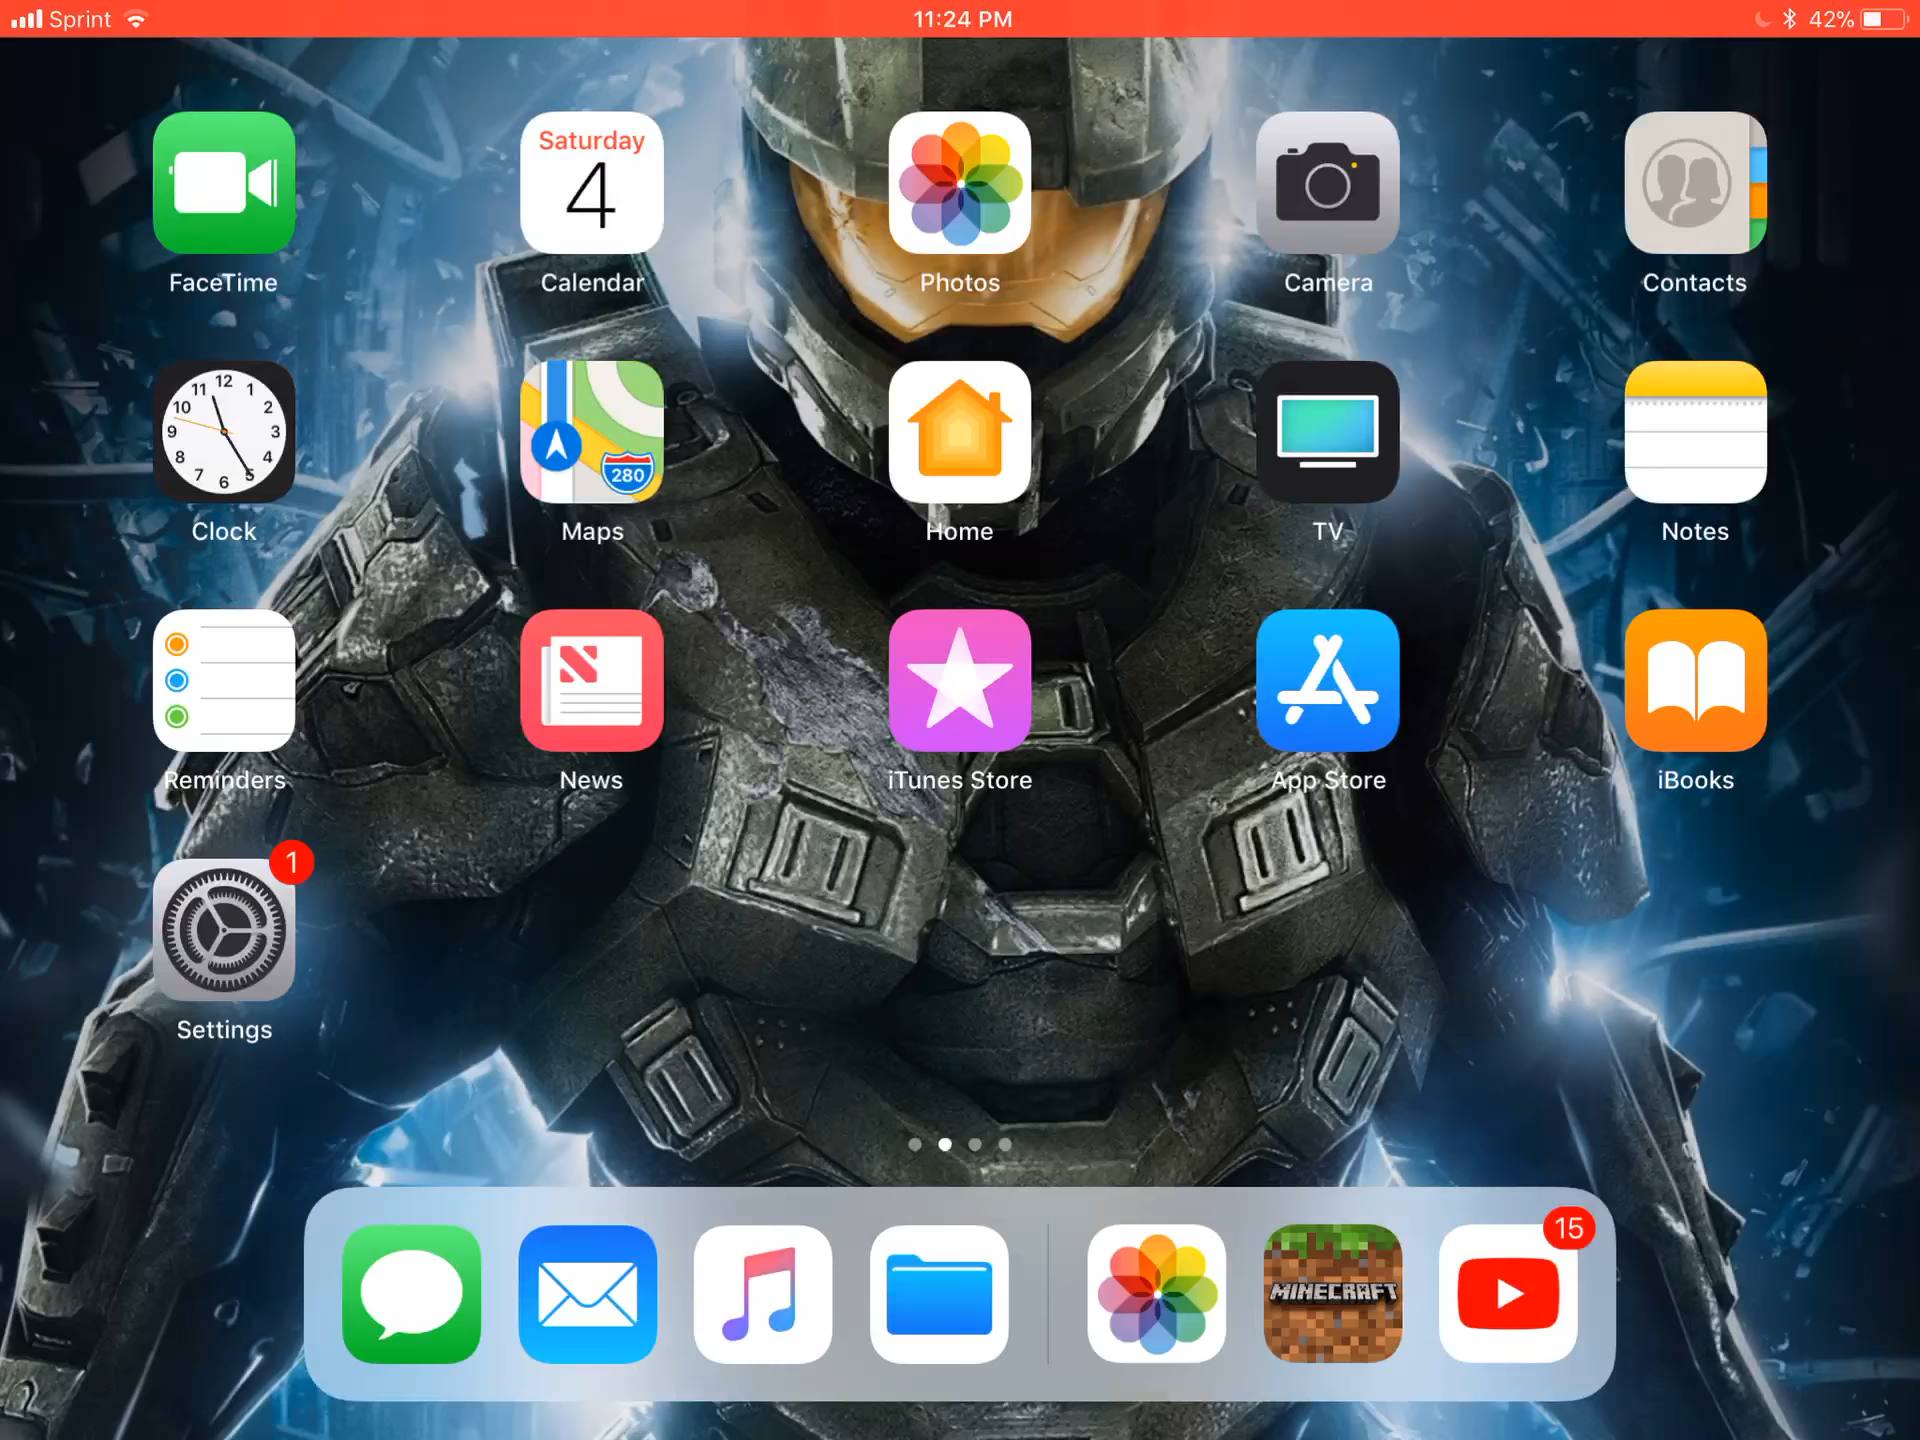 Sprint 11:24 PM 42%
Saturday
4
FaceTime Calendar Photos Camera Contacts
12
11 1
10 2
9 3
8 4
7 5
6
280
Clock Maps Home TV Notes
Reminders News iTunes Store App Store iBooks
1
Settings
15
MINECRAFT